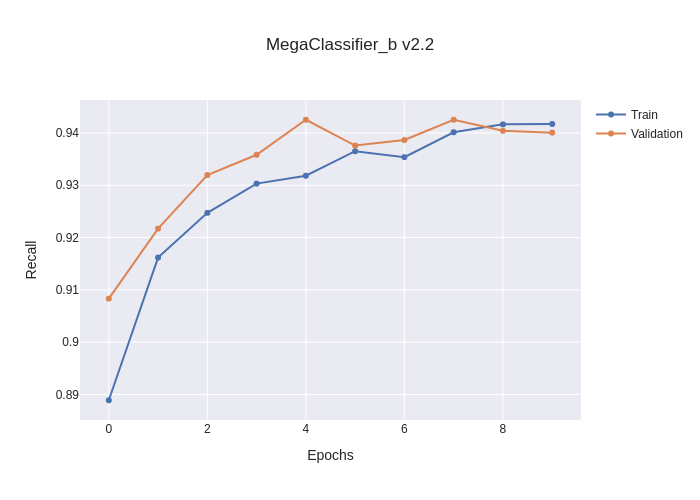 MegaClassifier_b v2.2
Train
Validation
0.94
0.93
0.92
0.91
0.9
0.89
Recall
0 2 4 6 8
Epochs